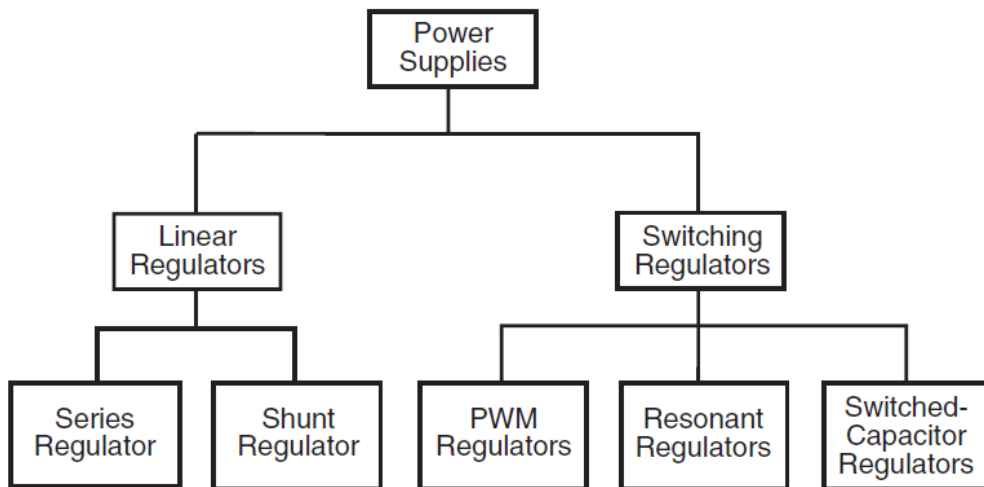 Power
Supplies
Linear
Regulators
Switching
Regulators
Series
Regulator
Shunt
Regulator
PWM
Regulators
Resonant
Regulators
Switched-
Capacitor
Regulators